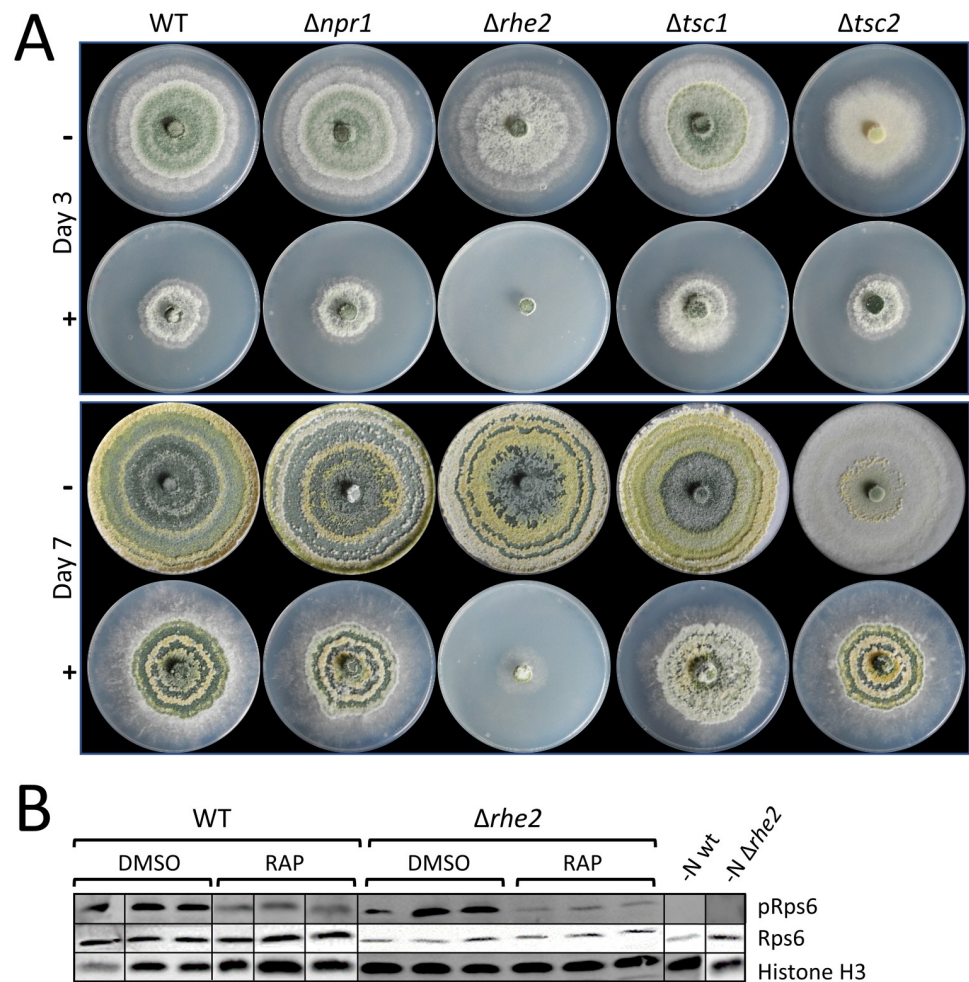 A
WT Δnpr1 Δrhe2 Δtsc1 Δtsc2
Day 3
-
+
Day 7
-
+
B
WT Δrhe2
DMSO RAP DMSO RAP -N wt -N Δrhe2
pRps6
Rps6
Histone H3